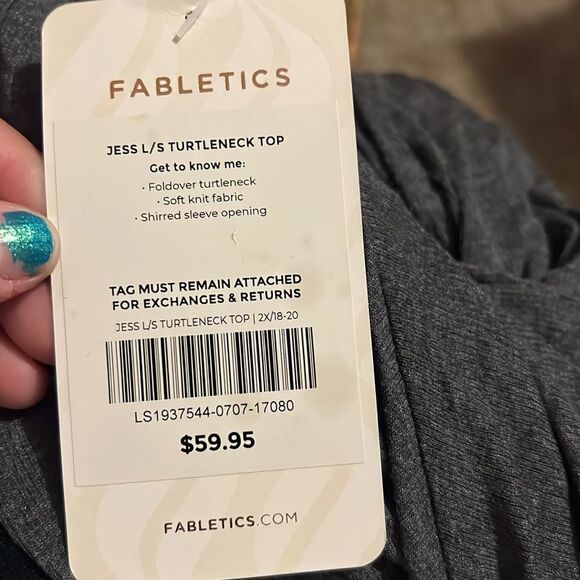 FABLETICS
JESS L/S TURTLENECK TOP
Get to know me:
· Foldover turtleneck
· Soft knit fabric
· Shirred sleeve opening
TAG MUST REMAIN ATTACHED
FOR EXCHANGES & RETURNS
JESS L/S TURTLENECK TOP | 2X/18-20
LS1937544-0707-17080
$59.95
FABLETICS.COM